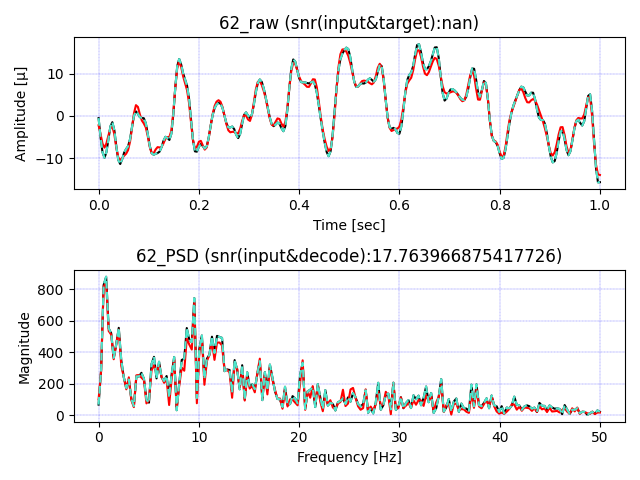 62_raw (snr(input&target):nan)
Amplitude [µ]
10
0
−10
0.0 0.2 0.4 0.6 0.8 1.0
Time [sec]
62_PSD (snr(input&decode):17.763966875417726)
Magnitude
800
600
400
200
0
0 10 20 30 40 50
Frequency [Hz]